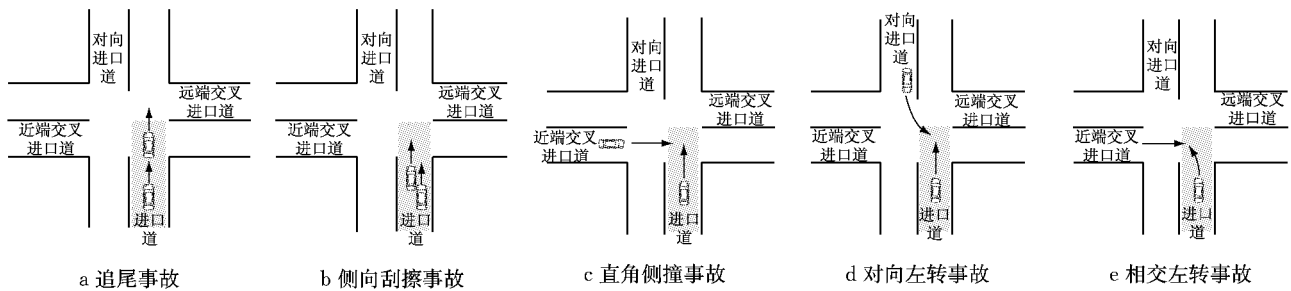 对向
进口
道
远端交叉
进口道
近端交叉
进口道
进口
道
a 追尾事故
对向
进口
道
远端交叉
进口道
近端交叉
进口道
进口
道
b 侧向刮擦事故
对向
进口
道
远端交叉
进口道
近端交叉
进口道
进口
道
c 直角侧撞事故
对向
进口
道
远端交叉
进口道
近端交叉
进口道
进口
道
d 对向左转事故
对向
进口
道
远端交叉
进口道
近端交叉
进口道
进口
道
e 相交左转事故